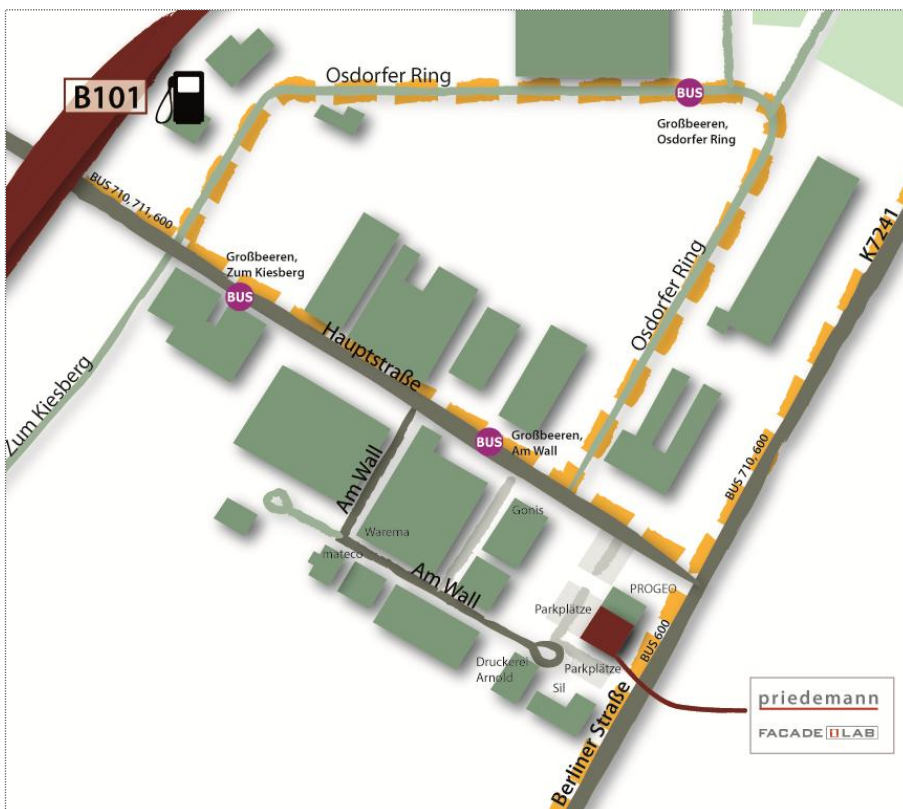 Osdorfer Ring
B101
BUS
Großbeeren,
Osdorfer Ring
BUS 710, 711, 600
K7241
Großbeeren,
Zum Kiesberg
BUS
Osdorfer Ring
Hauptstraße
Zum Kiesberg
BUS
Großbeeren,
Am Wall
BUS 710, 600
Am Wall
Gonis
Warema
mateco
Am Wall
PROGEO
Parkplätze
BUS 600
Druckerei
Arnold
Parkplätze
Sil
Berliner Straße
priedemann
FACADE LAB